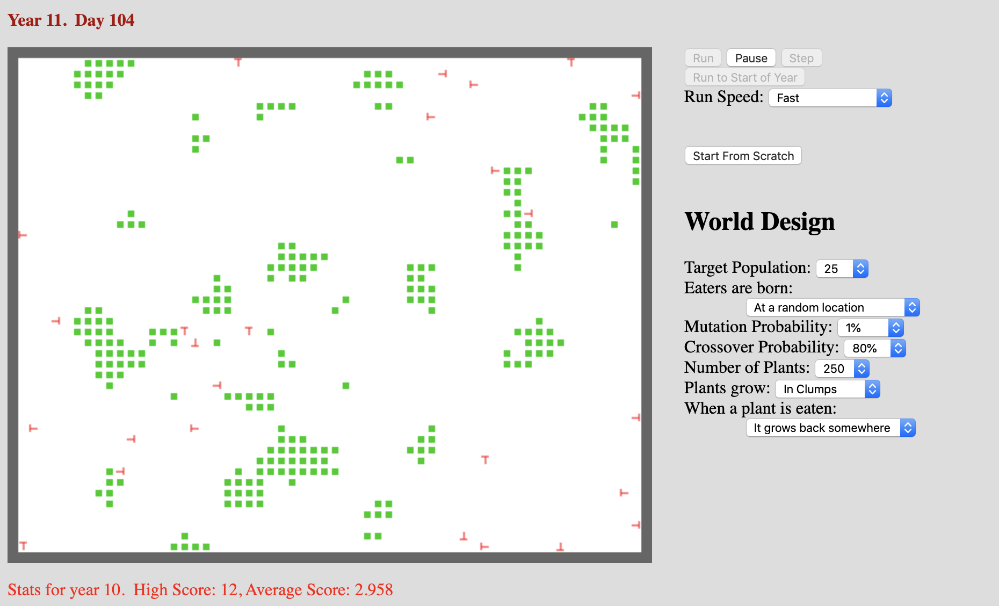 Year 11. Day 104
Run Pause Step
Run to Start of Year
Run Speed: Fast
Start From Scratch
World Design
Target Population: 25
Eaters are born:
At a random location
Mutation Probability: 1%
Crossover Probability: 80%
Number of Plants: 250
Plants grow: In Clumps
When a plant is eaten:
It grows back somewhere
Stats for year 10. High Score: 12, Average Score: 2.958